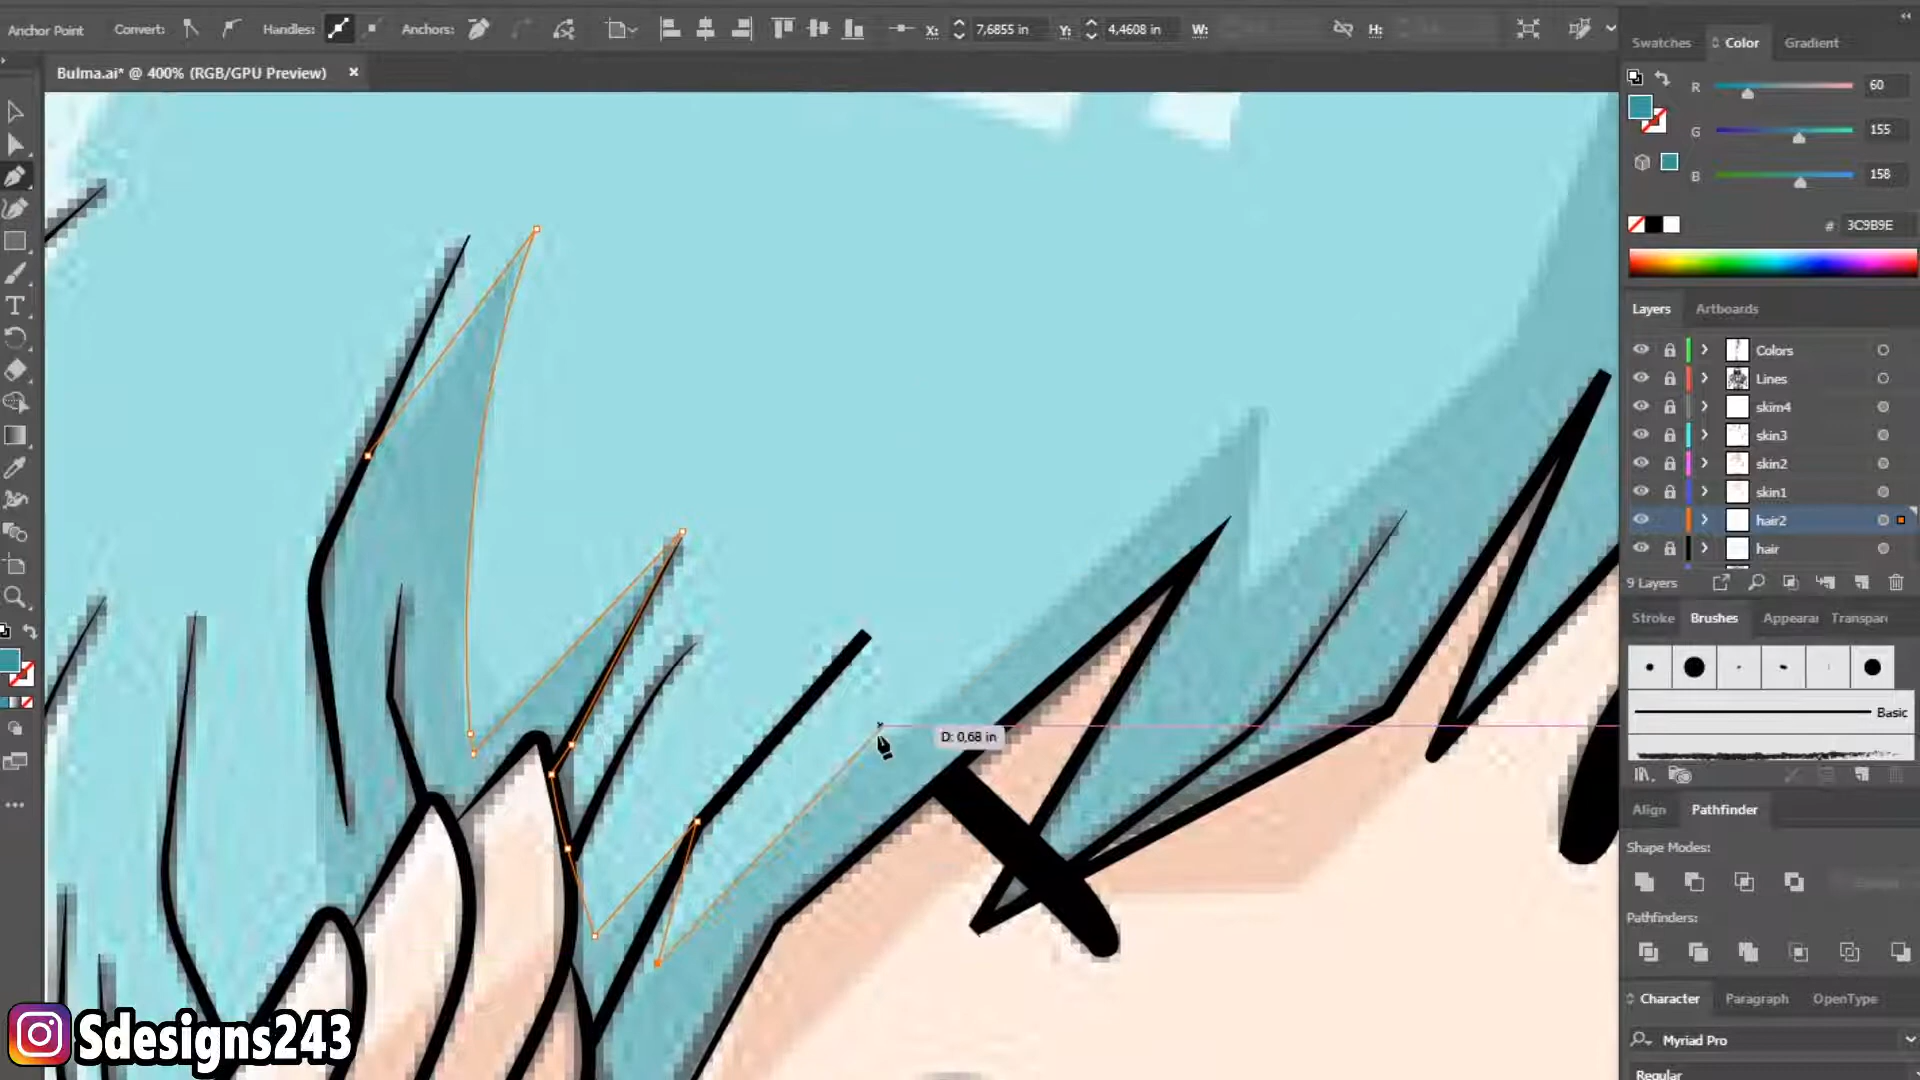 Anchor Point Convert: Handles: Anchors: X: 7,6855 in Y: 4,4608 in W: H:
Bulma.ai* @ 400% (RGB/GPU Preview) ×
Swatches Color Gradient
R 60
G 155
B 158
# 3C9B9E
Layers Artboards
Colors
Lines
skim4
skin3
skin2
skin1
hair2
hair
9 Layers
Stroke Brushes Appearar Transpare
Basic
D: 0,68 in
Align Pathfinder
Shape Modes:
Pathfinders:
Character Paragraph OpenType
Myriad Pro
Regular
Sdesigns243